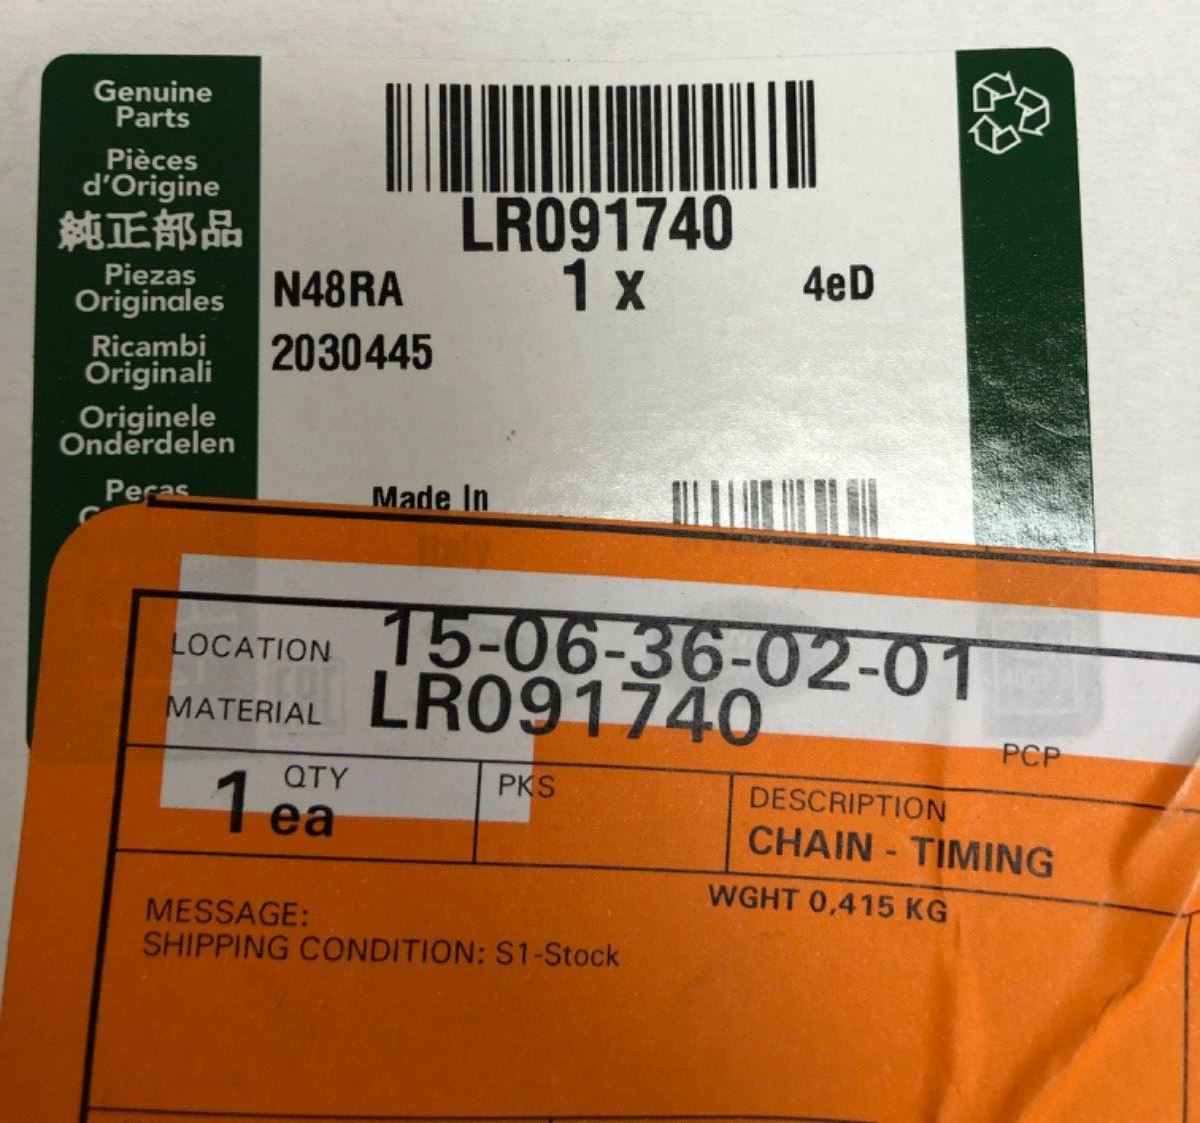 Genuine
Parts
Pièces
d'Origine
純正部品
Piezas
Originales
Ricambi
Originali
Originele
Onderdelen
Peças
LR091740
N48RA 1 x 4eD
2030445
Made In
Italy
LOCATION 15-06-36-02-01
MATERIAL LR091740
PCP
QTY
1 ea
PKS
DESCRIPTION
CHAIN - TIMING
WGHT 0,415 KG
MESSAGE:
SHIPPING CONDITION: S1-Stock